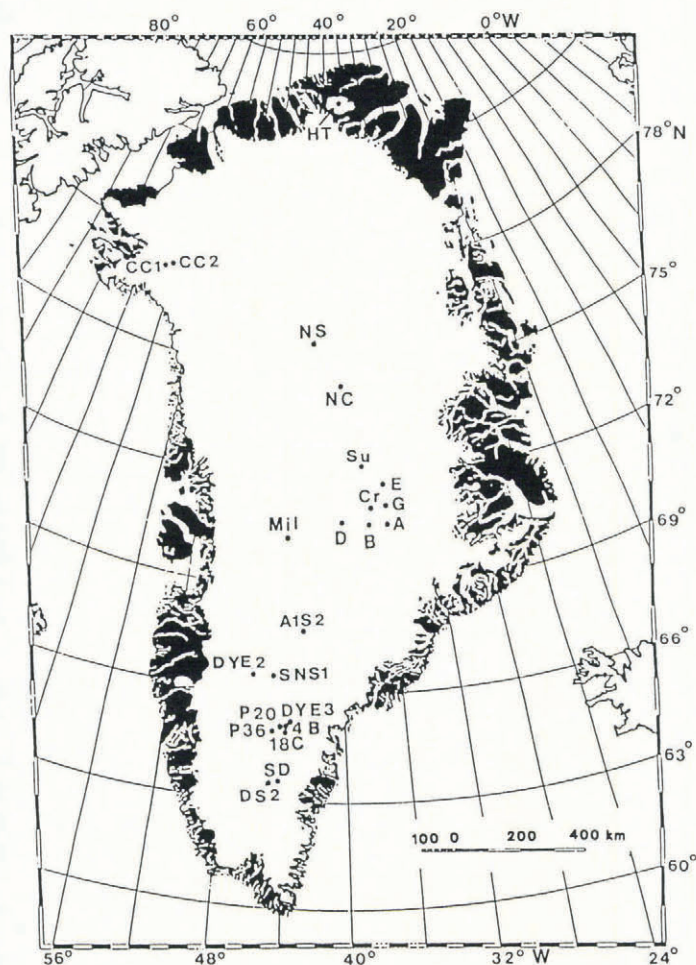 80° 60° 40° 20° 0°W
78°N
HT
CC1 CC2
75°
NS
NC
72°
Su
E
Cr
G
Mil
D
B
A
69°
A1S2
66°
DYE2
SNS1
P20
DYE3
P36
4B
18C
63°
SD
DS2
100 0 200 400 km
60°
56° 48° 40° 32° W 24°